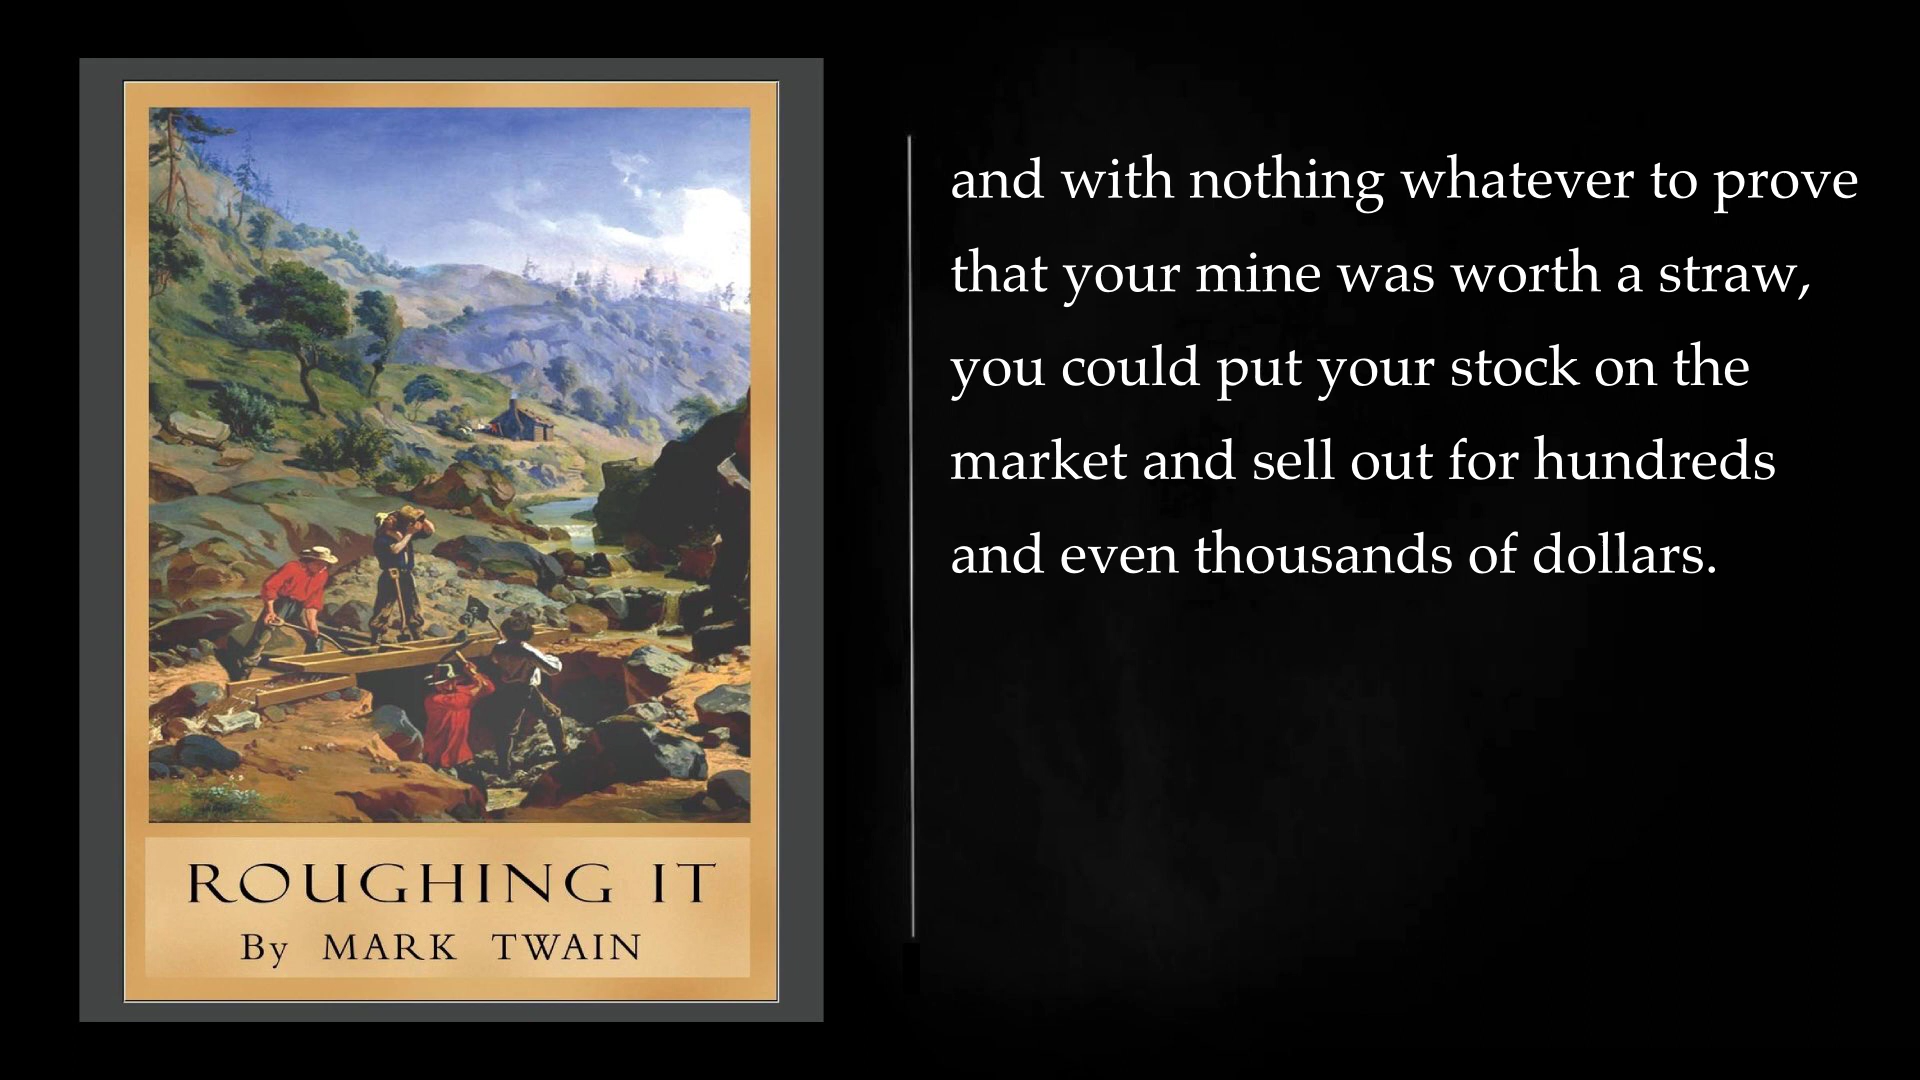 ROUGHING IT
By MARK TWAIN
and with nothing whatever to prove
that your mine was worth a straw,
you could put your stock on the
market and sell out for hundreds
and even thousands of dollars.